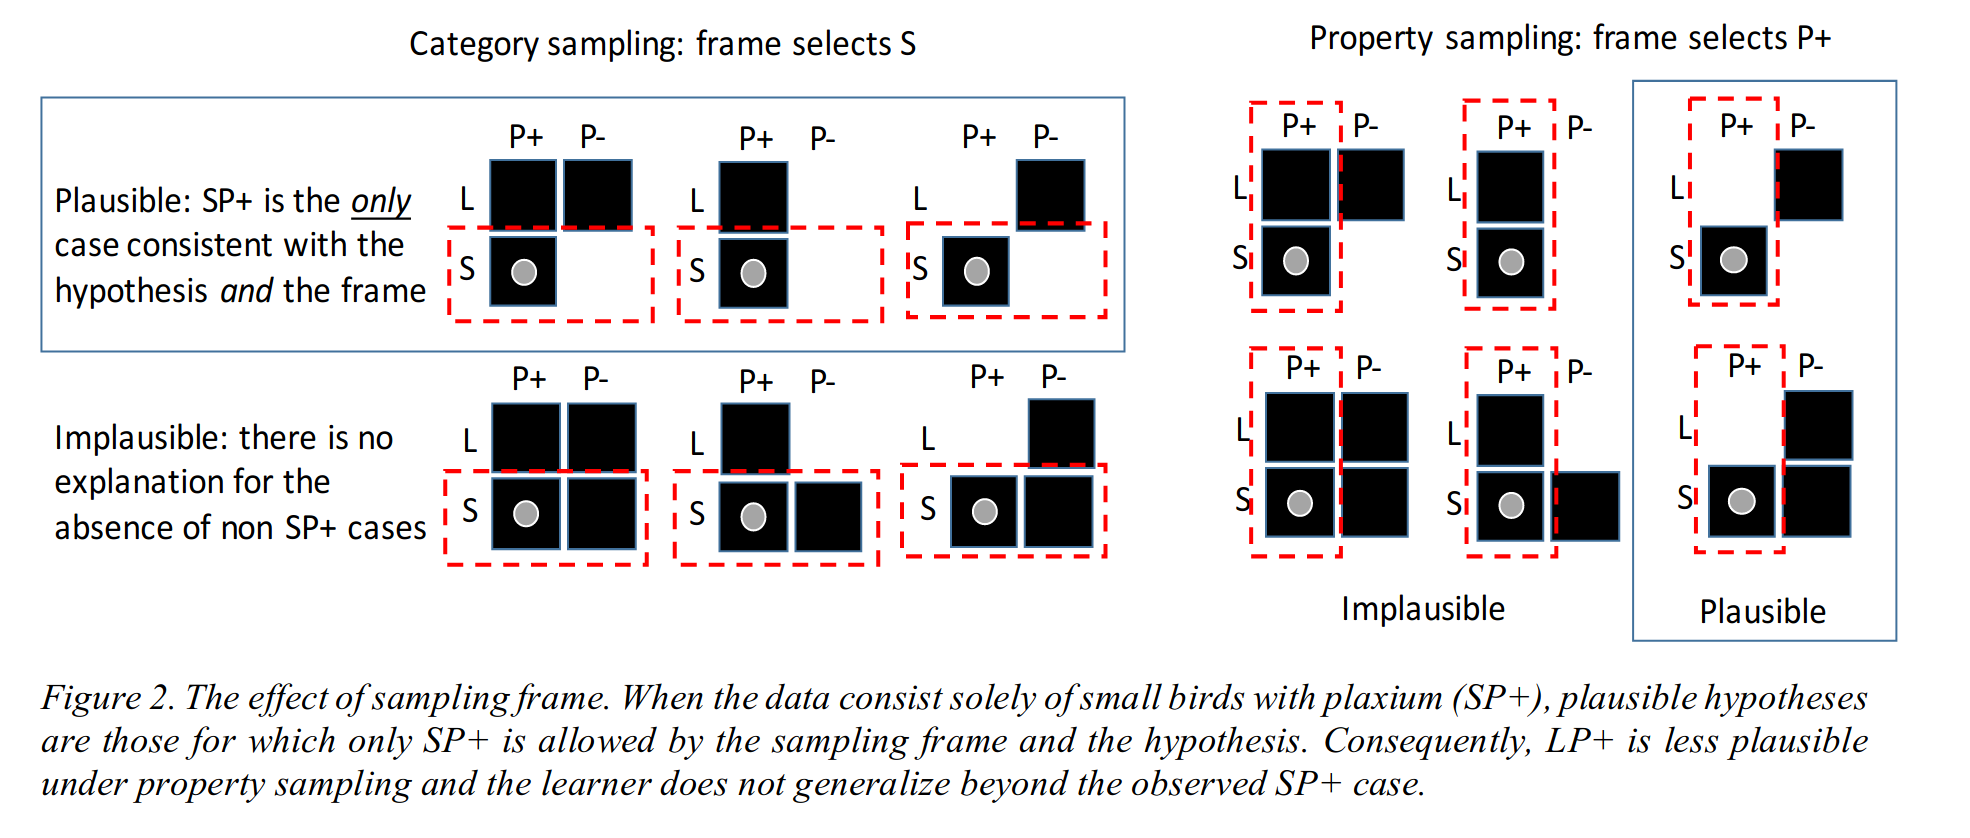 Category sampling: frame selects S
Plausible: SP+ is the only
case consistent with the
hypothesis and the frame
P+ P-
L
S
P+ P-
L
S
P+ P-
L
S
Implausible: there is no
explanation for the
absence of non SP+ cases
P+ P-
L
S
P+ P-
L
S
P+ P-
L
S
Property sampling: frame selects P+
P+ P-
L
S
P+ P-
L
S
P+ P-
L
S
P+ P-
L
S
P+ P-
L
S
P+ P-
L
S
Implausible
Plausible
Figure 2. The effect of sampling frame. When the data consist solely of small birds with plaxium (SP+), plausible hypotheses
are those for which only SP+ is allowed by the sampling frame and the hypothesis. Consequently, LP+ is less plausible
under property sampling and the learner does not generalize beyond the observed SP+ case.